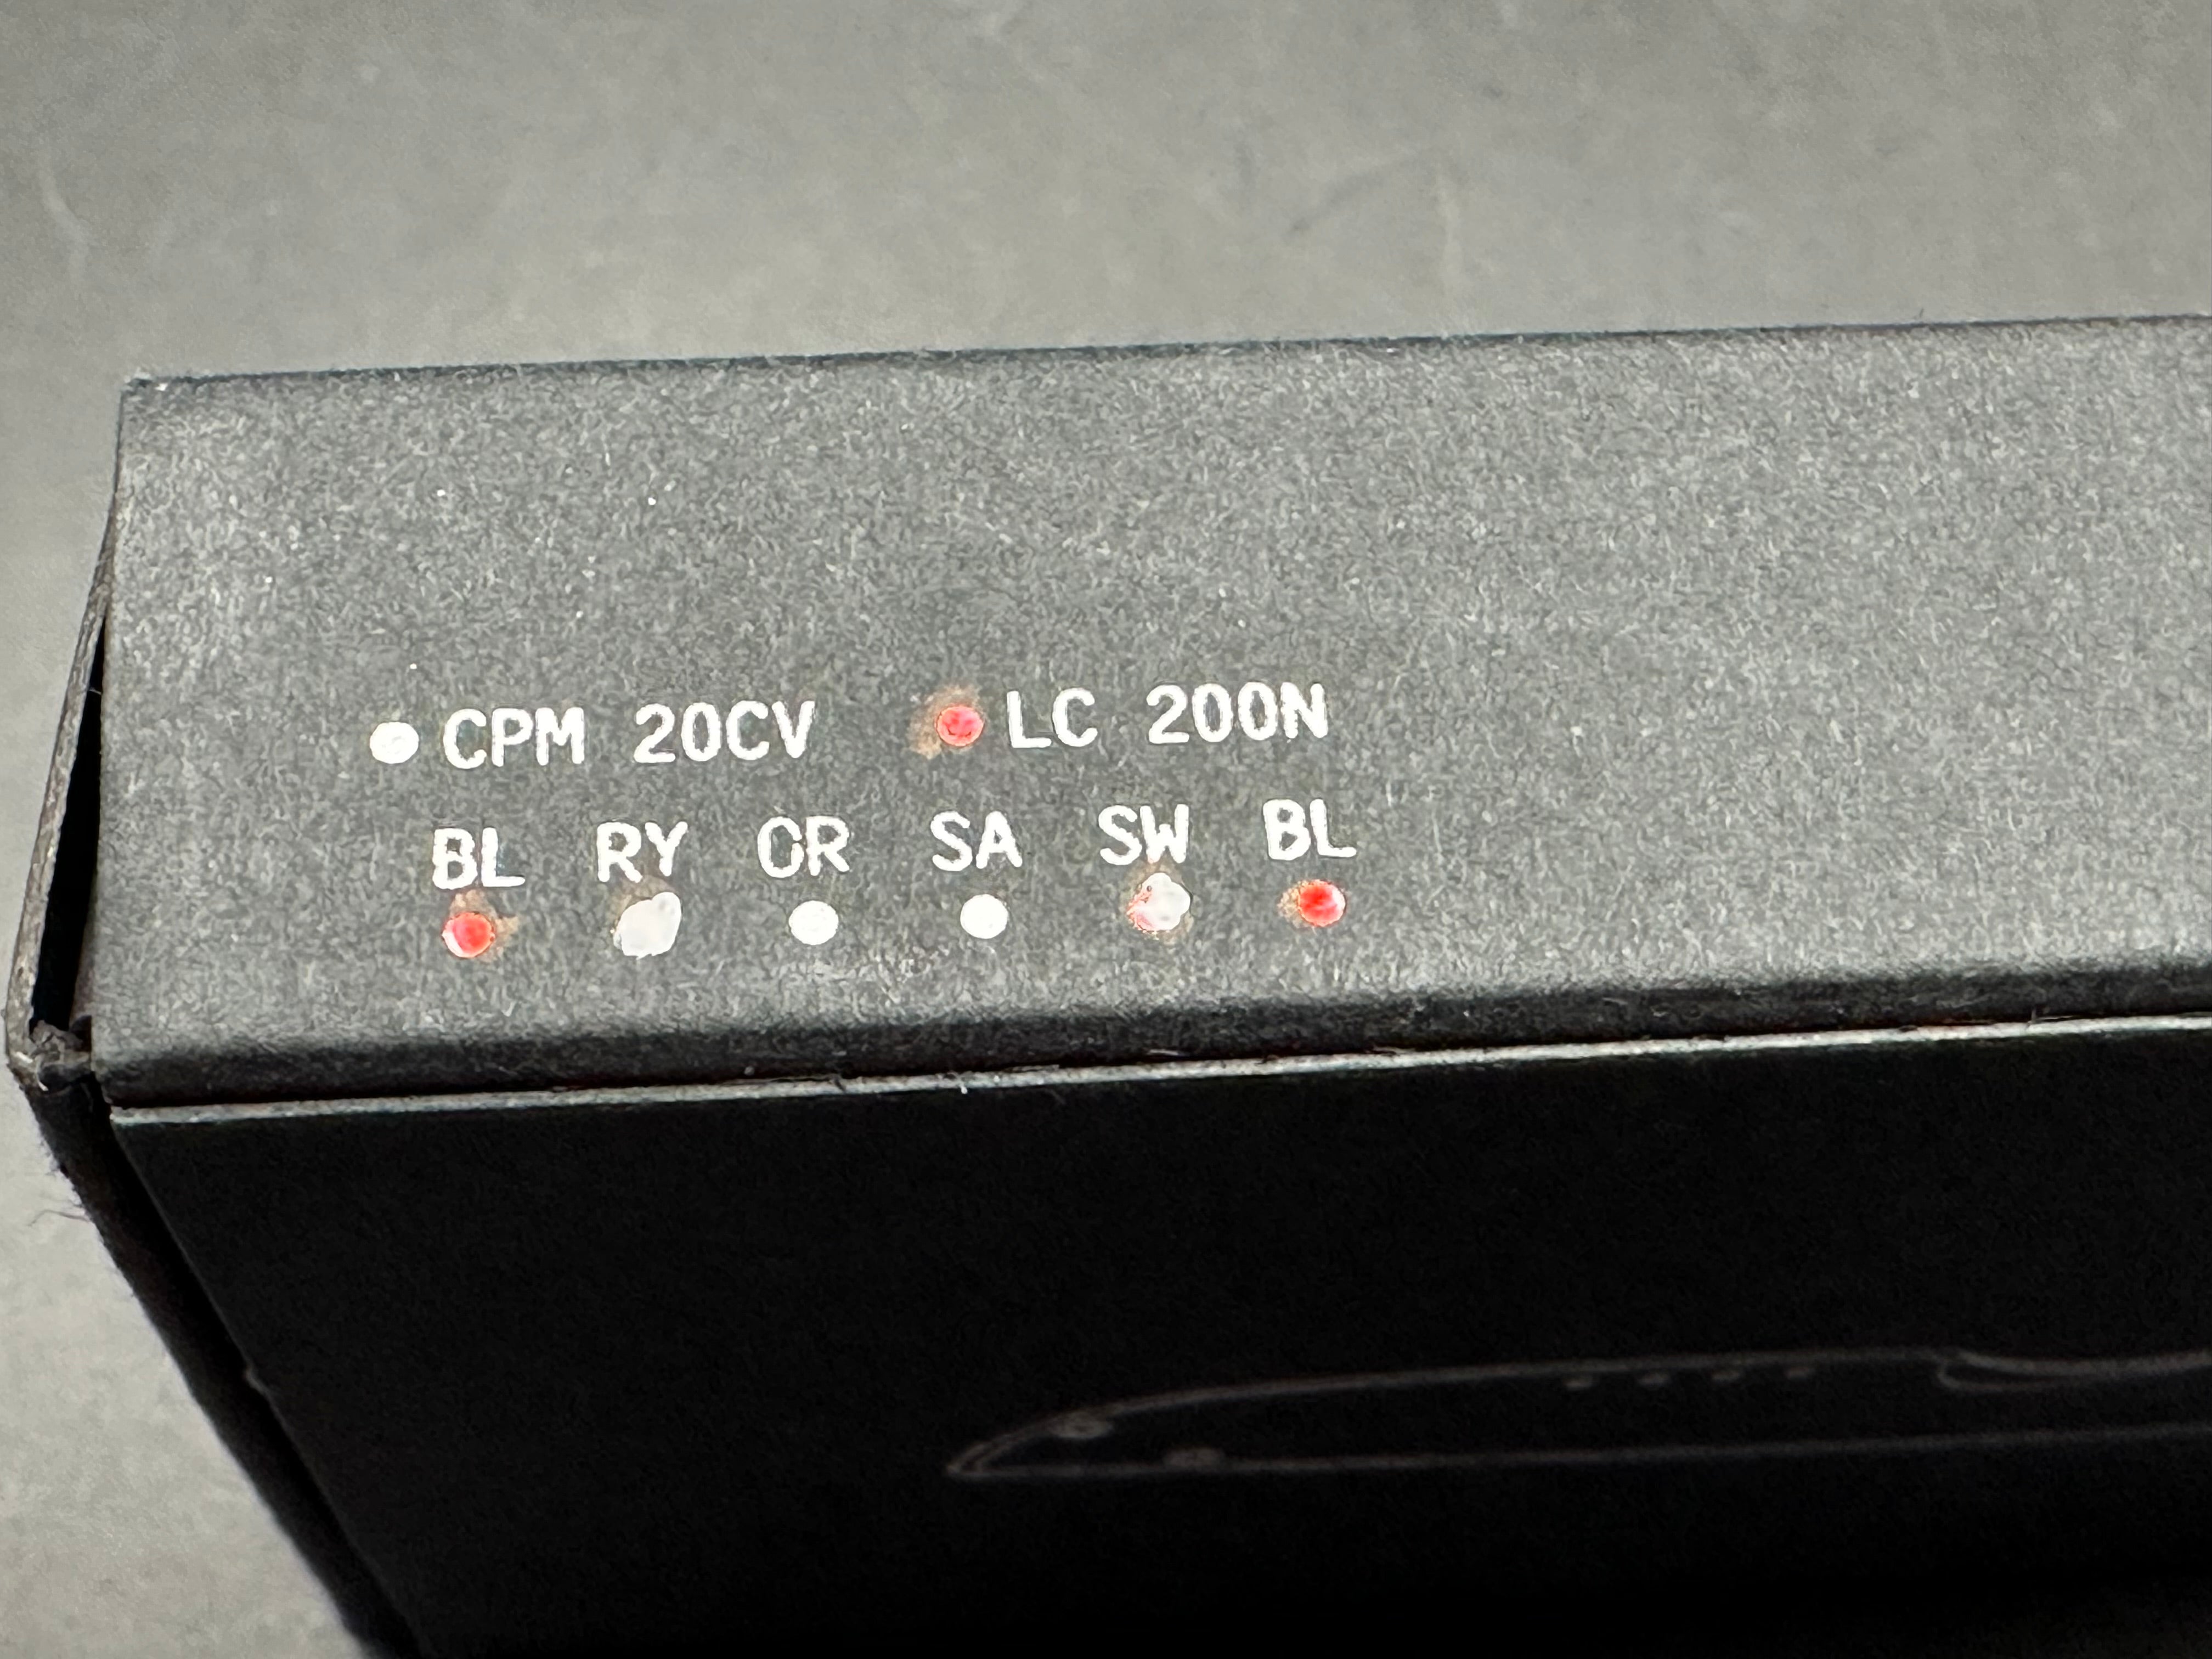 CPM 20CV LC 200N
BL RY OR SA SW BL